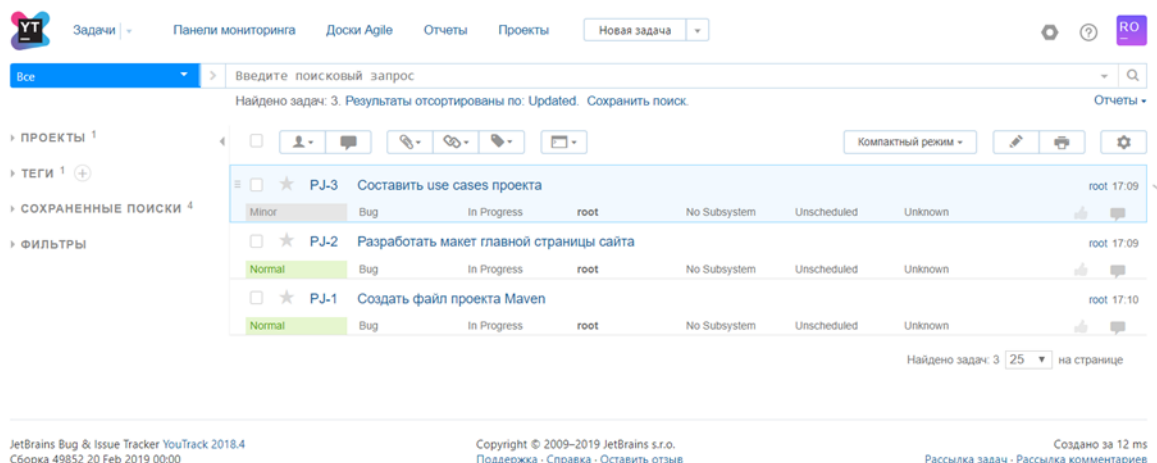 YT Задачи Панели мониторинга Доски Agile Отчеты Проекты Новая задача RO
Все Введите поисковый запрос
Найдено задач: 3. Результаты отсортированы по: Updated. Сохранить поиск. Отчеты
ПРОЕКТЫ 1 Компактный режим
ТЕГИ 1
PJ-3 Составить use cases проекта root 17:09
СОХРАНЕННЫЕ ПОИСКИ 4
Minor Bug In Progress root No Subsystem Unscheduled Unknown
ФИЛЬТРЫ
PJ-2 Разработать макет главной страницы сайта root 17:09
Normal Bug In Progress root No Subsystem Unscheduled Unknown
PJ-1 Создать файл проекта Maven root 17:10
Normal Bug In Progress root No Subsystem Unscheduled Unknown
Найдено задач: 3 25 на странице
JetBrains Bug & Issue Tracker YouTrack 2018.4 Copyright © 2009–2019 JetBrains s.r.o. Создано за 12 ms
Сборка 49852 20 Feb 2019 00:00 Поддержка · Справка · Оставить отзыв Рассылка задач · Рассылка комментариев